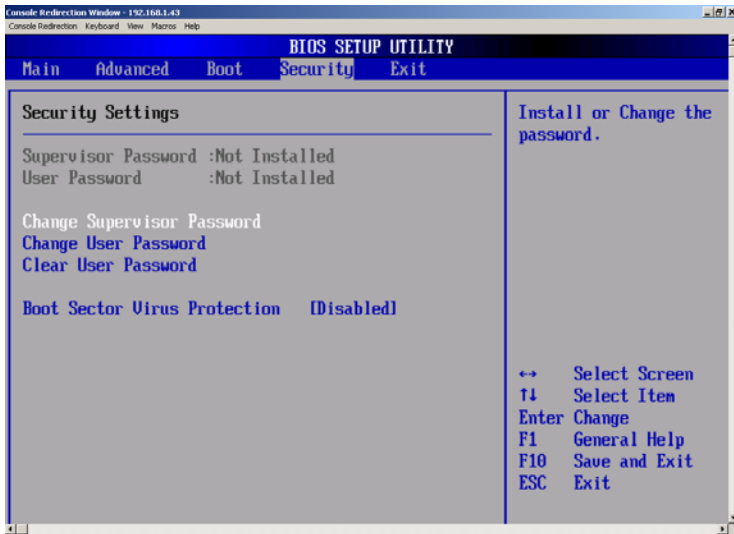 Console Redirection Window - 192.168.1.43
Console Redirection Keyboard View Macros Help
BIOS SETUP UTILITY
Main Advanced Boot Security Exit
Security Settings
Supervisor Password :Not Installed
User Password :Not Installed
Change Supervisor Password
Change User Password
Clear User Password
Boot Sector Virus Protection [Disabled]
Install or Change the
password.
↔ Select Screen
↑↓ Select Item
Enter Change
F1 General Help
F10 Save and Exit
ESC Exit